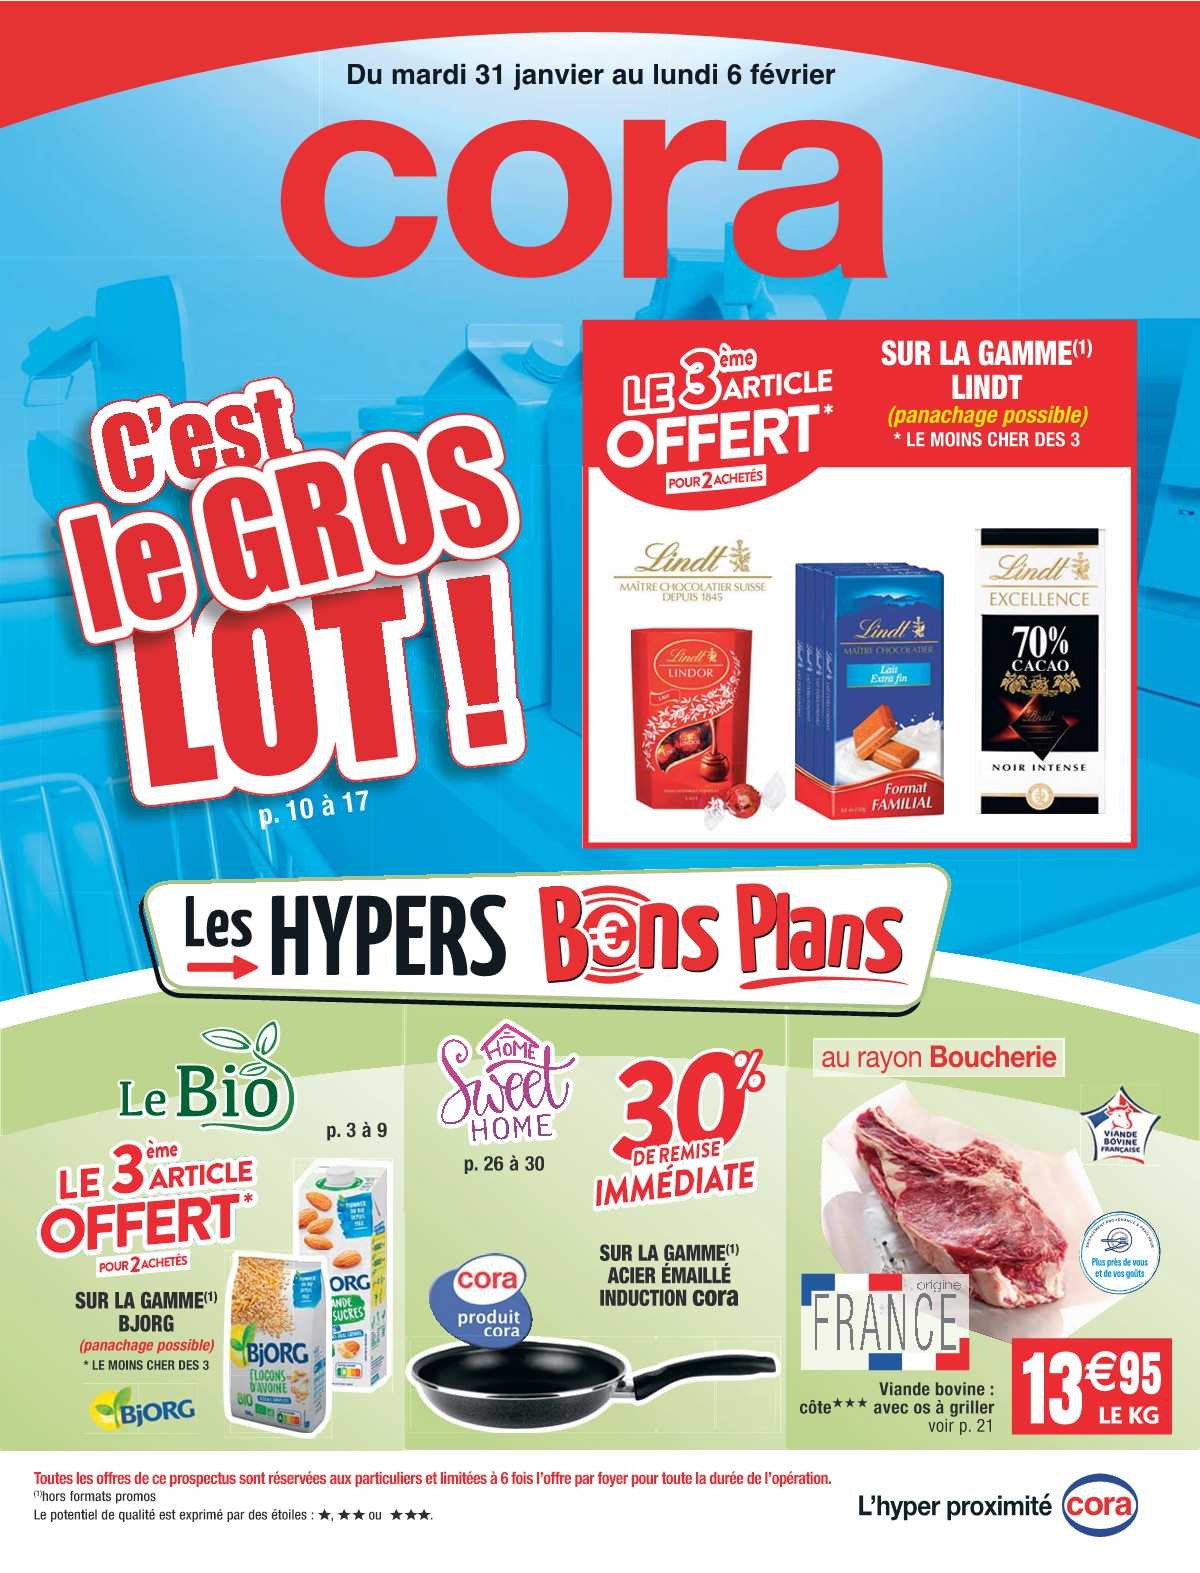 Du mardi 31 janvier au lundi 6 février
cora
C'est
le GROS
LOT !
p. 10 à 17
LE 3ème ARTICLE
OFFERT*
POUR 2 ACHETÉS
SUR LA GAMME(1)
LINDT
(panachage possible)
* LE MOINS CHER DES 3
Lindt
MAÎTRE CHOCOLATIER SUISSE
DEPUIS 1845
Lindt
LINDOR
LAIT
Lindt
MAÎTRE CHOCOLATIER
Lait
Extra fin
Format
FAMILIAL
Lindt
EXCELLENCE
70%
CACAO
Lindt
NOIR INTENSE
Les HYPERS Bons Plans
Le Bio
p. 3 à 9
LE 3ème ARTICLE
OFFERT*
POUR 2 ACHETÉS
SUR LA GAMME(1)
BJORG
(panachage possible)
* LE MOINS CHER DES 3
BJORG
BJORG
FLOCONS
D'AVOINE
BIO
HOME
Sweet
HOME
p. 26 à 30
30%
DE REMISE
IMMÉDIATE
SUR LA GAMME(1)
ACIER ÉMAILLÉ
INDUCTION cora
cora
produit
cora
au rayon Boucherie
VIANDE
BOVINE
FRANÇAISE
Plus près de vous
et de vos goûts
origine
FRANCE
Viande bovine :
côte★★★ avec os à griller
voir p. 21
13€95
LE KG
Toutes les offres de ce prospectus sont réservées aux particuliers et limitées à 6 fois l'offre par foyer pour toute la durée de l'opération.
(1)hors formats promos
Le potentiel de qualité est exprimé par des étoiles : ★, ★★ ou ★★★.
L'hyper proximité cora